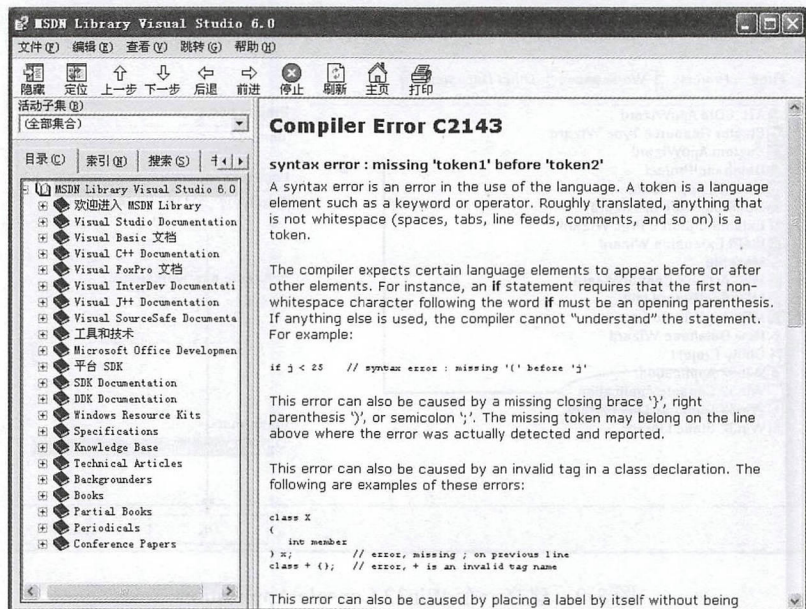 MSDN Library Visual Studio 6.0
文件(F) 编辑(E) 查看(V) 跳转(G) 帮助(H)
隐藏 定位 上一步 下一步 后退 前进 停止 刷新 主页 打印
活动子集(B)
(全部集合)
目录(C) 索引(N) 搜索(S)
MSDN Library Visual Studio 6.0
欢迎进入 MSDN Library
Visual Studio Documentation
Visual Basic 文档
Visual C++ Documentation
Visual FoxPro 文档
Visual InterDev Documentati
Visual J++ Documentation
Visual SourceSafe Documenta
工具和技术
Microsoft Office Developmen
平台 SDK
SDK Documentation
DDK Documentation
Windows Resource Kits
Specifications
Knowledge Base
Technical Articles
Backgrounders
Books
Partial Books
Periodicals
Conference Papers
Compiler Error C2143
syntax error : missing 'token1' before 'token2'
A syntax error is an error in the use of the language. A token is a language
element such as a keyword or operator. Roughly translated, anything that
is not whitespace (spaces, tabs, line feeds, comments, and so on) is a
token.
The compiler expects certain language elements to appear before or after
other elements. For instance, an if statement requires that the first non-
whitespace character following the word if must be an opening parenthesis.
If anything else is used, the compiler cannot "understand" the statement.
For example:
if j < 25 // syntax error : missing '(' before 'j'
This error can also be caused by a missing closing brace '}', right
parenthesis ')', or semicolon ';'. The missing token may belong on the line
above where the error was actually detected and reported.
This error can also be caused by an invalid tag in a class declaration. The
following are examples of these errors:
class X
{
int member
} x; // error, missing ; on previous line
class + {}; // error, + is an invalid tag name
This error can also be caused by placing a label by itself without being